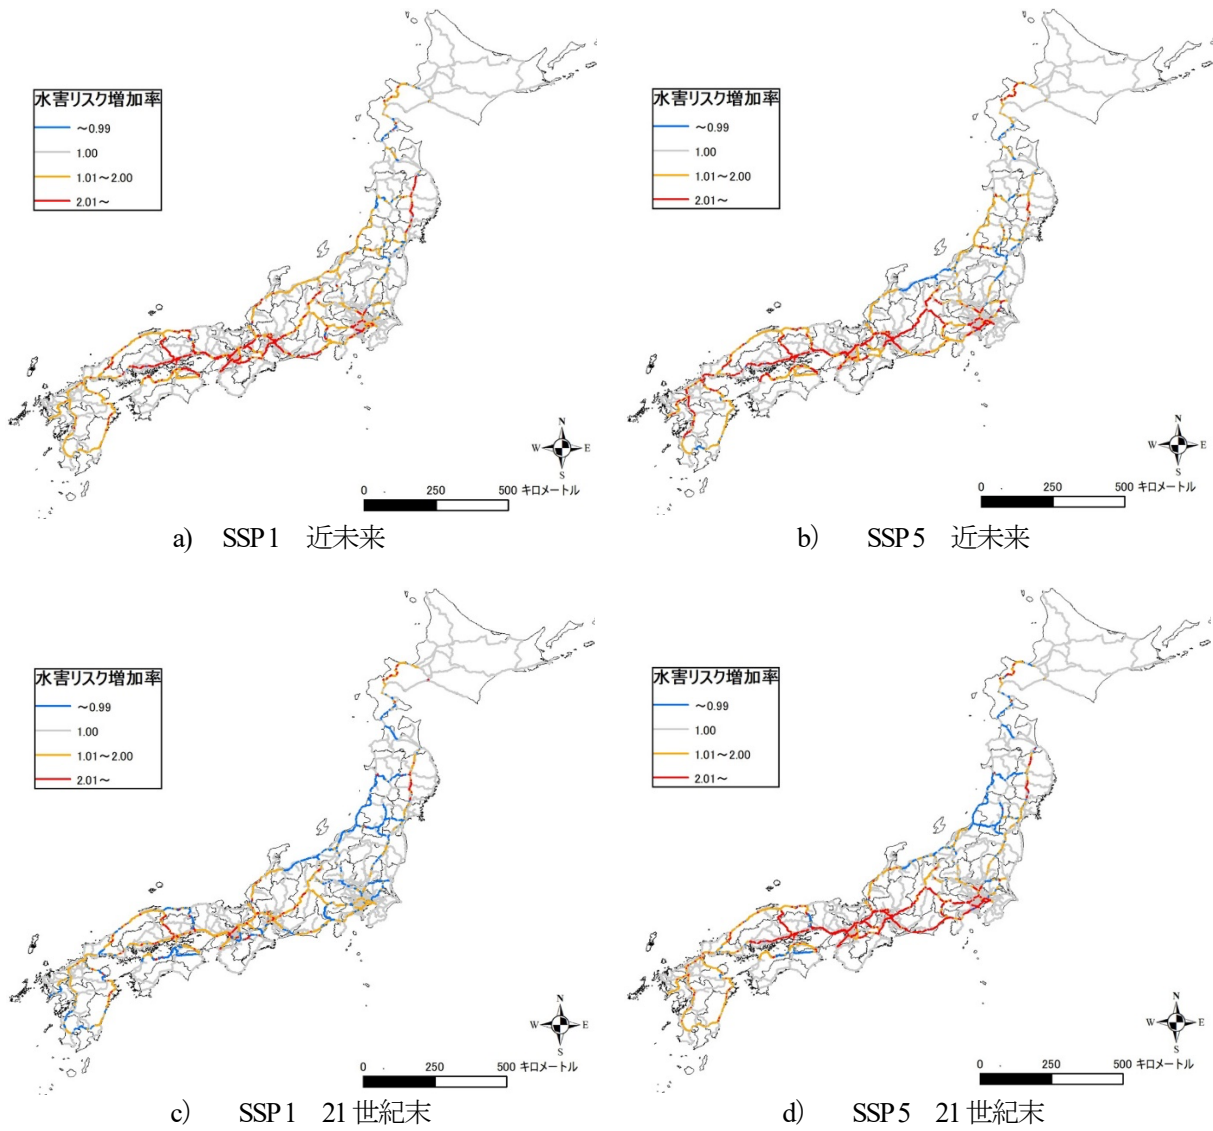 水害リスク増加率
～0.99
1.00
1.01～2.00
2.01～
N
W
E
S
0
250
500 キロメートル
a) SSP1 近未来
水害リスク増加率
～0.99
1.00
1.01～2.00
2.01～
N
W
E
S
0
250
500 キロメートル
b) SSP5 近未来
水害リスク増加率
～0.99
1.00
1.01～2.00
2.01～
N
W
E
S
0
250
500 キロメートル
c) SSP1 21世紀末
水害リスク増加率
～0.99
1.00
1.01～2.00
2.01～
N
W
E
S
0
250
500 キロメートル
d) SSP5 21世紀末